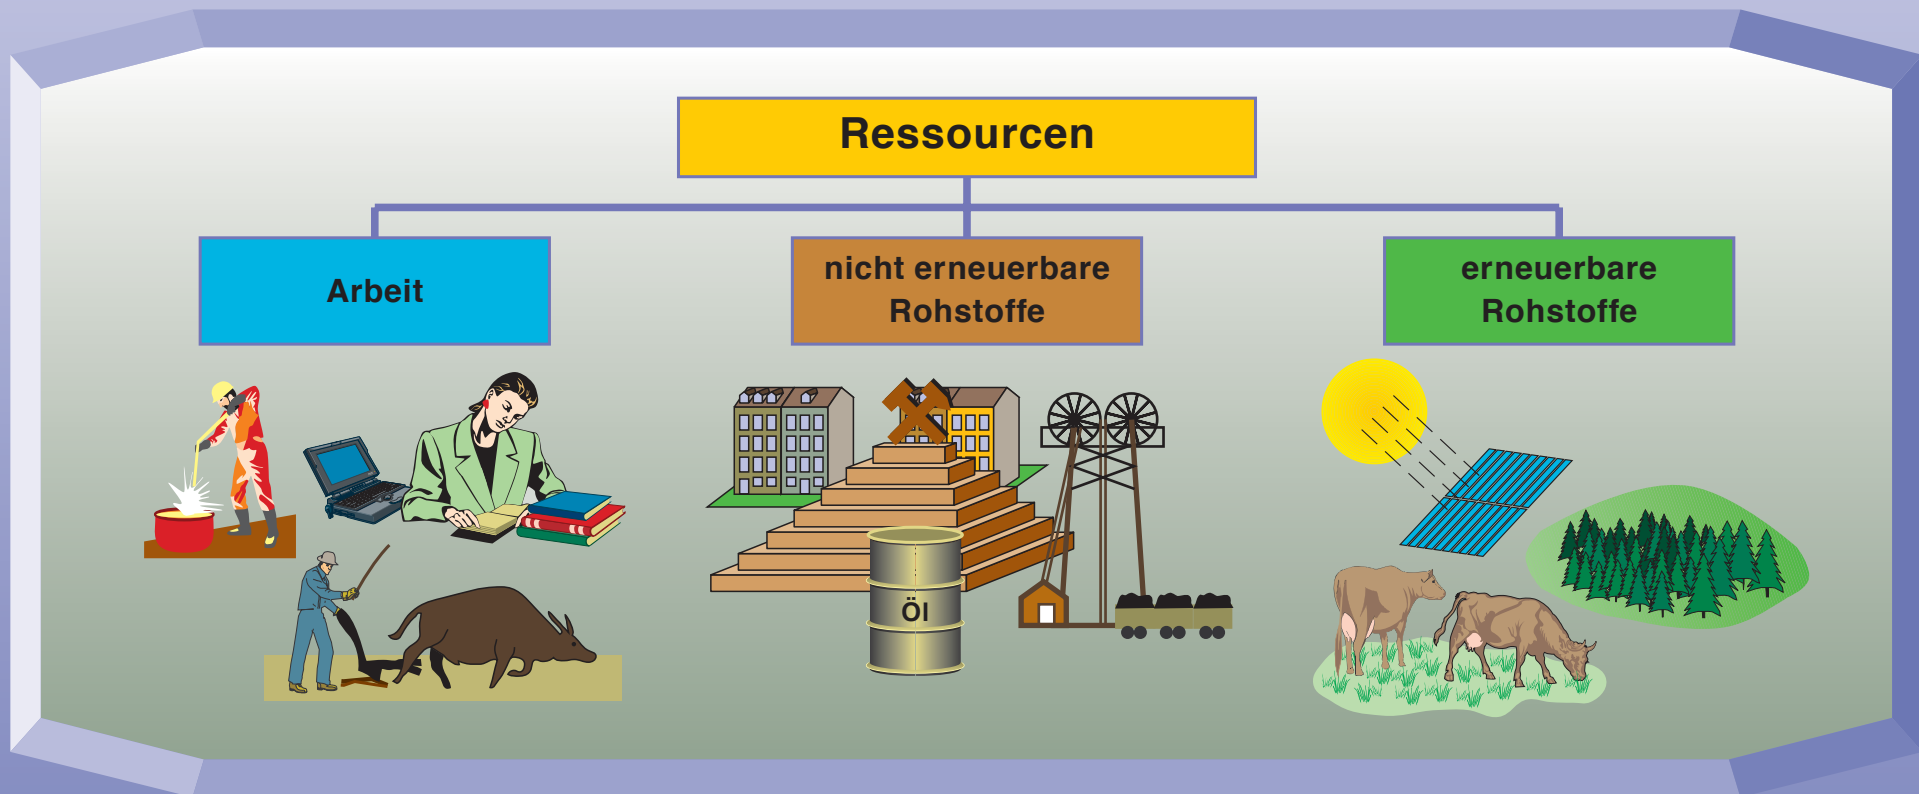 Ressourcen
Arbeit
nicht erneuerbare
Rohstoffe
erneuerbare
Rohstoffe
Öl